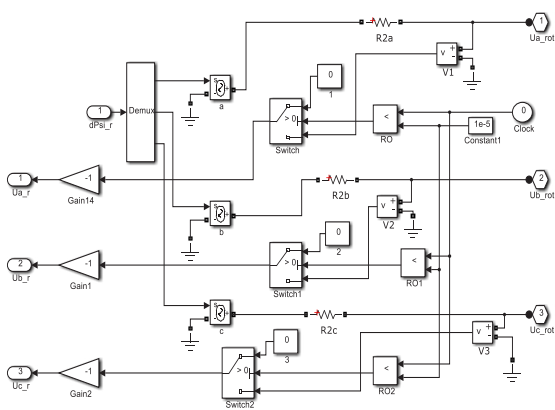 R2a
1
Ua_rot
V1
v
+
-
s
+
a
0
1
Demux
1
dPsi_r
> 0
Switch
<
RO
0
Clock
1e-5
Constant1
1
Ua_r
-1
Gain14
R2b
2
Ub_rot
s
+
b
v
+
-
V2
0
2
2
Ub_r
-1
Gain1
> 0
Switch1
<
RO1
s
+
c
R2c
3
Uc_rot
v
+
-
V3
0
3
3
Uc_r
-1
Gain2
> 0
Switch2
<
RO2